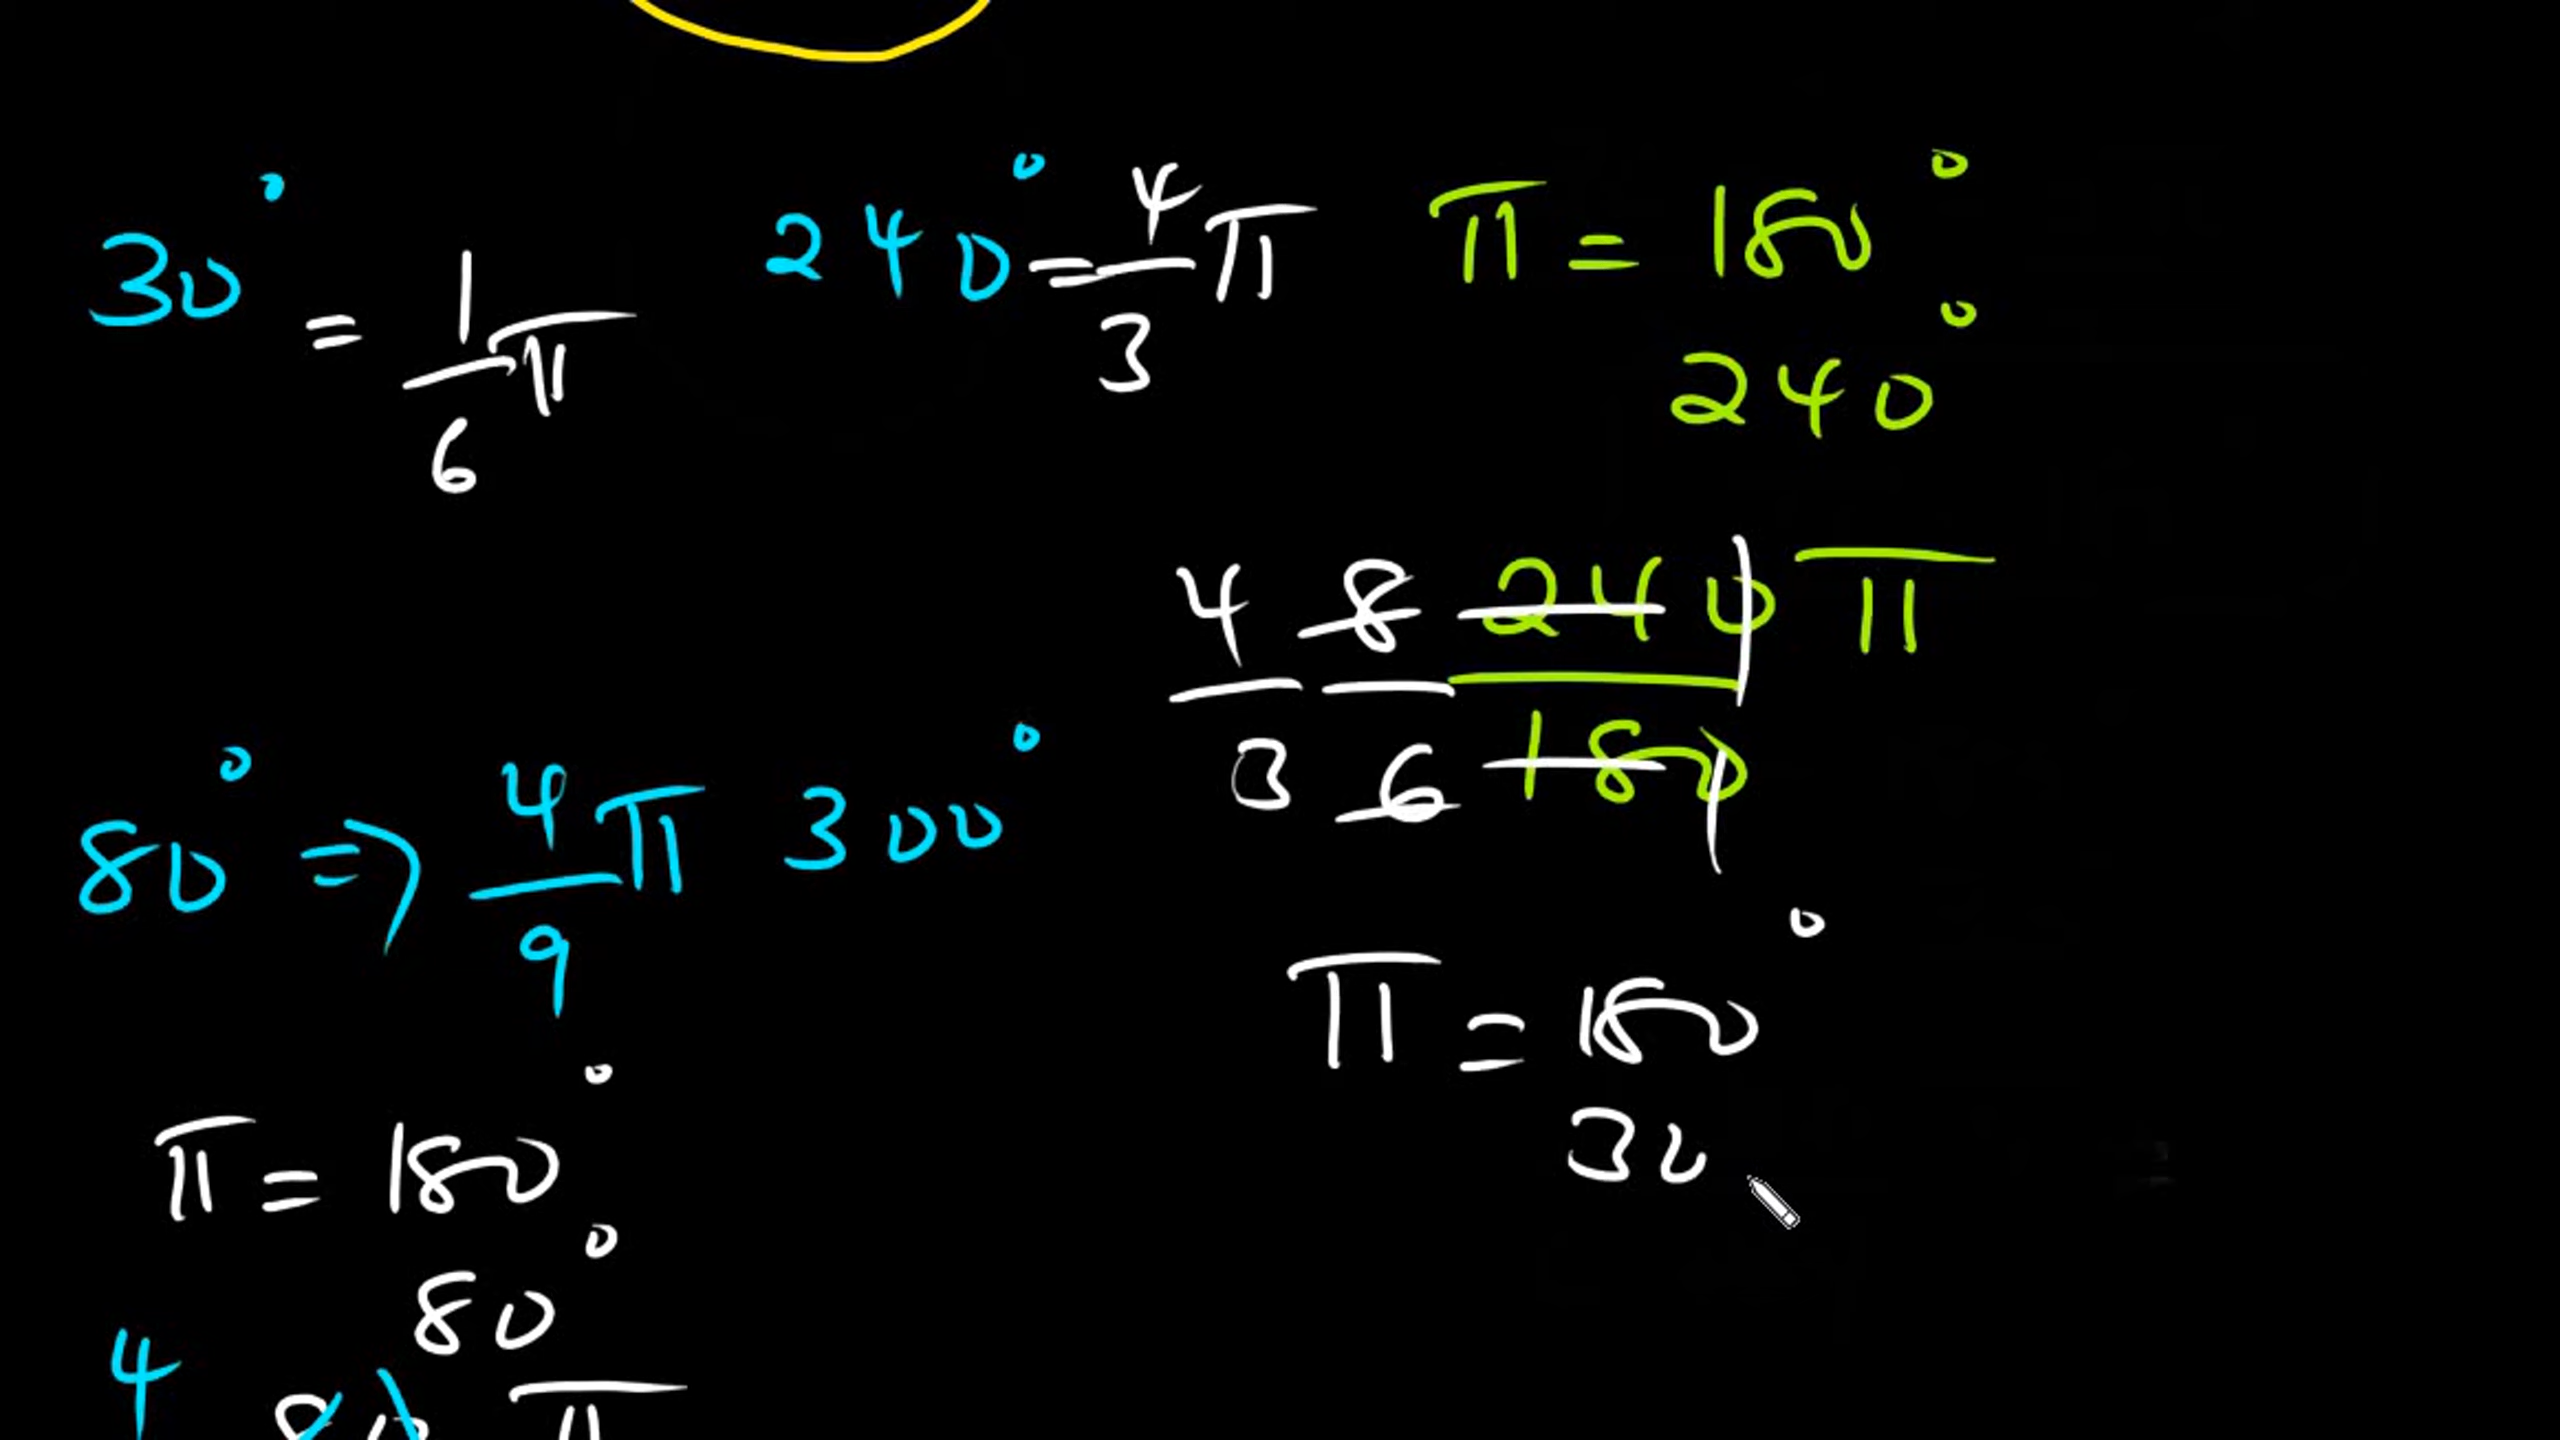 30° = 1/6 π
240° = 4/3 π
π = 180°
240°
4/3 8/6 240/180 π
80° ⇒ 4/9 π
300°
π = 180°
30
π = 180°
80°
4 80 π